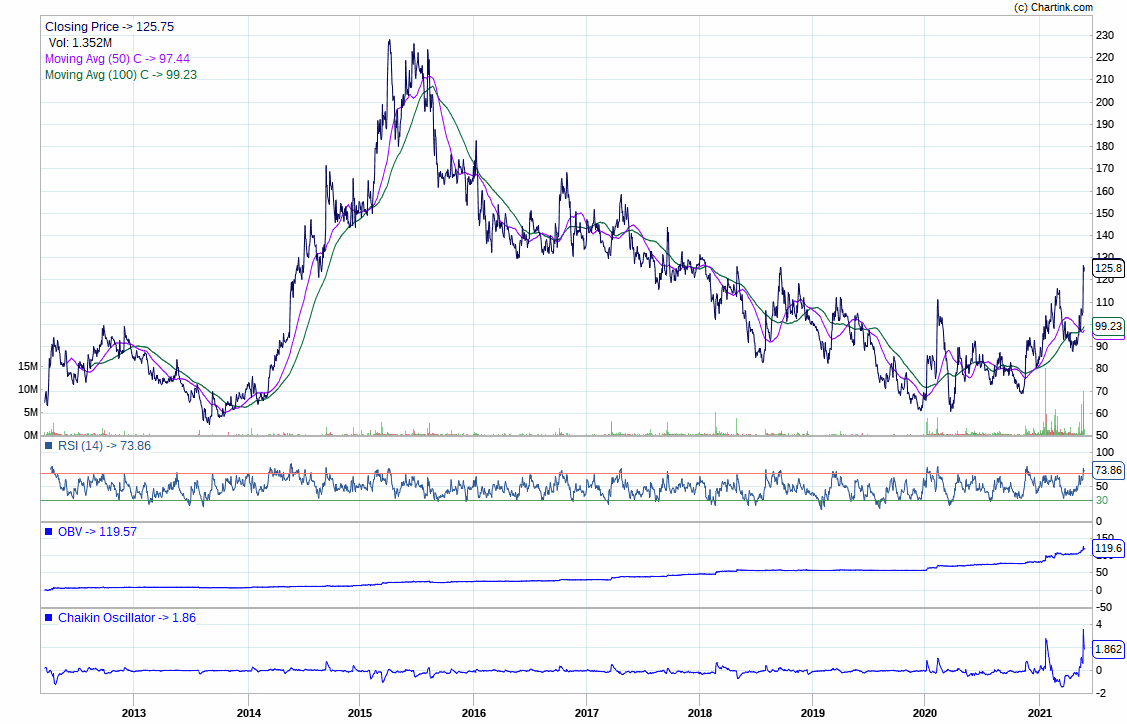 (c) Chartink.com
Closing Price -> 125.75
Vol: 1.352M
Moving Avg (50) C -> 97.44
Moving Avg (100) C -> 99.23
230
220
210
200
190
180
170
160
150
140
130
125.8
110
99.23
90
15M 80
10M 70
5M 60
0M 50
RSI (14) -> 73.86
100
73.86
50
30
0
OBV -> 119.57
150
119.6
50
0
-50
Chaikin Oscillator -> 1.86
4
1.862
0
-2
2013 2014 2015 2016 2017 2018 2019 2020 2021